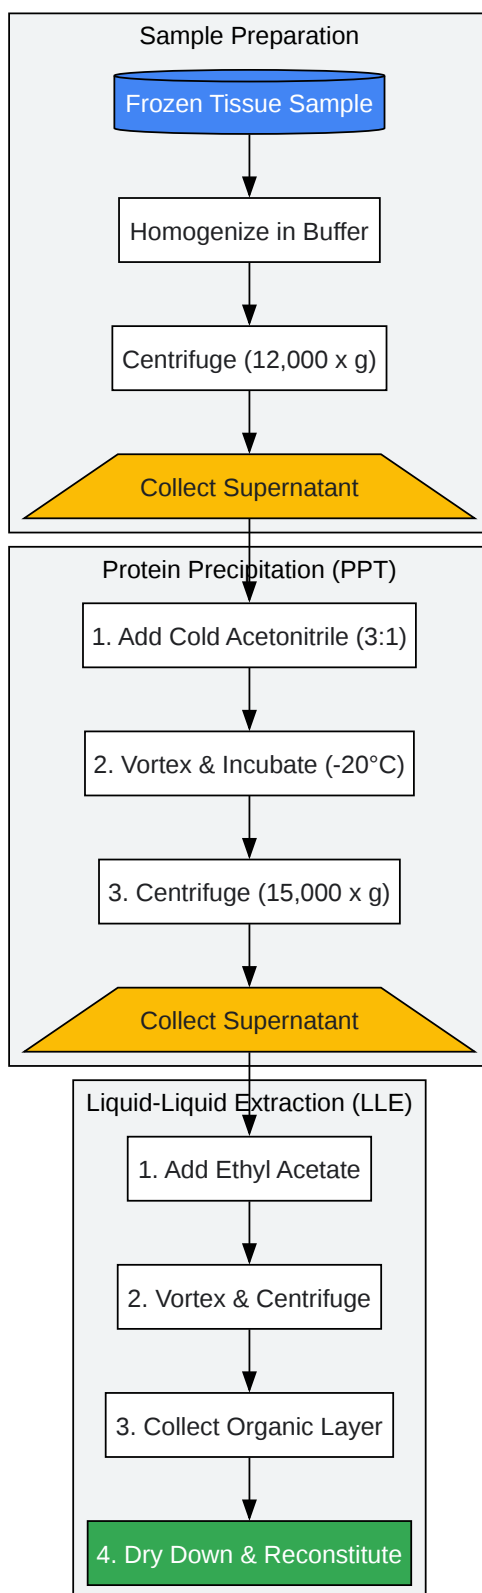 Sample Preparation
Frozen Tissue Sample
Homogenize in Buffer
Centrifuge (12,000 x g)
Collect Supernatant
Protein Precipitation (PPT)
1. Add Cold Acetonitrile (3:1)
2. Vortex & Incubate (-20°C)
3. Centrifuge (15,000 x g)
Collect Supernatant
Liquid-Liquid Extraction (LLE)
1. Add Ethyl Acetate
2. Vortex & Centrifuge
3. Collect Organic Layer
4. Dry Down & Reconstitute